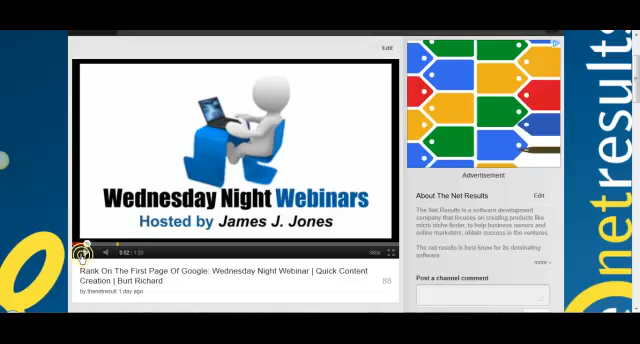 Edit
Wednesday Night Webinars
Hosted by James J. Jones
0:02 / 1:20
360p
Rank On The First Page Of Google: Wednesday Night Webinar | Quick Content
Creation | Burt Richard
88
by thenetresult 1 day ago
Advertisement
About The Net Results
Edit
The Net Results is a software development
company that focuses on creating products like
micro niche finder, to help business owners and
online marketers, obtain success in the ventures
The net results is best know for its dominating
software
more
Post a channel comment
netresults